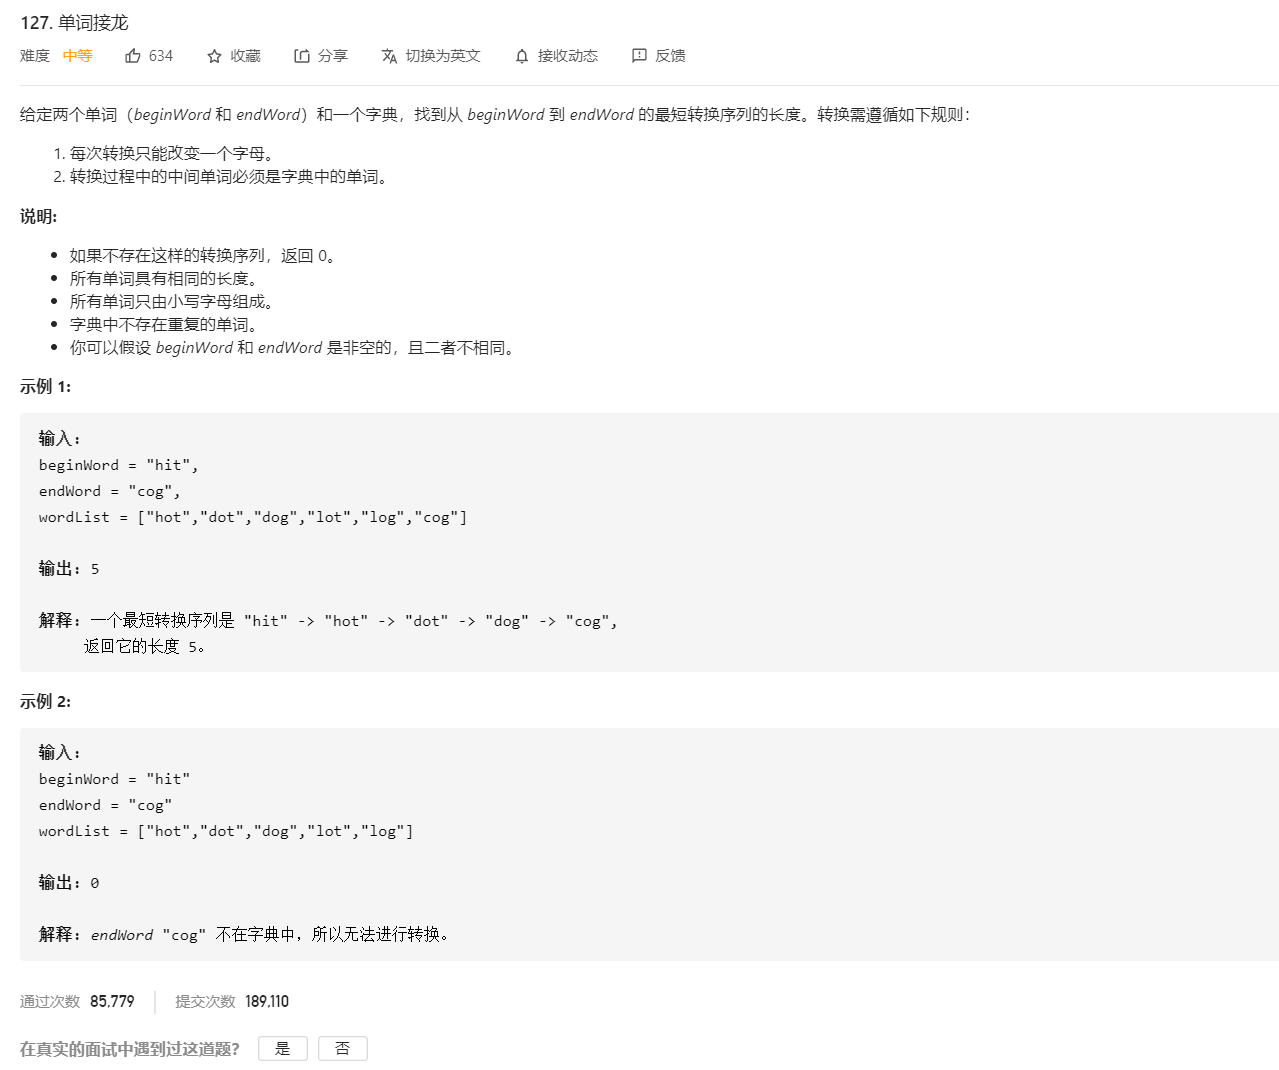 127. 单词接龙
难度 中等 634 收藏 分享 切换为英文 接收动态 反馈
给定两个单词（beginWord 和 endWord）和一个字典，找到从 beginWord 到 endWord 的最短转换序列的长度。转换需遵循如下规则：
1. 每次转换只能改变一个字母。
2. 转换过程中的中间单词必须是字典中的单词。
说明:
• 如果不存在这样的转换序列，返回 0。
• 所有单词具有相同的长度。
• 所有单词只由小写字母组成。
• 字典中不存在重复的单词。
• 你可以假设 beginWord 和 endWord 是非空的，且二者不相同。
示例 1:
输入:
beginWord = "hit",
endWord = "cog",
wordList = ["hot","dot","dog","lot","log","cog"]
输出: 5
解释: 一个最短转换序列是 "hit" -> "hot" -> "dot" -> "dog" -> "cog",
返回它的长度 5。
示例 2:
输入:
beginWord = "hit"
endWord = "cog"
wordList = ["hot","dot","dog","lot","log"]
输出: 0
解释: endWord "cog" 不在字典中，所以无法进行转换。
通过次数 85,779 提交次数 189,110
在真实的面试中遇到过这道题？ 是 否